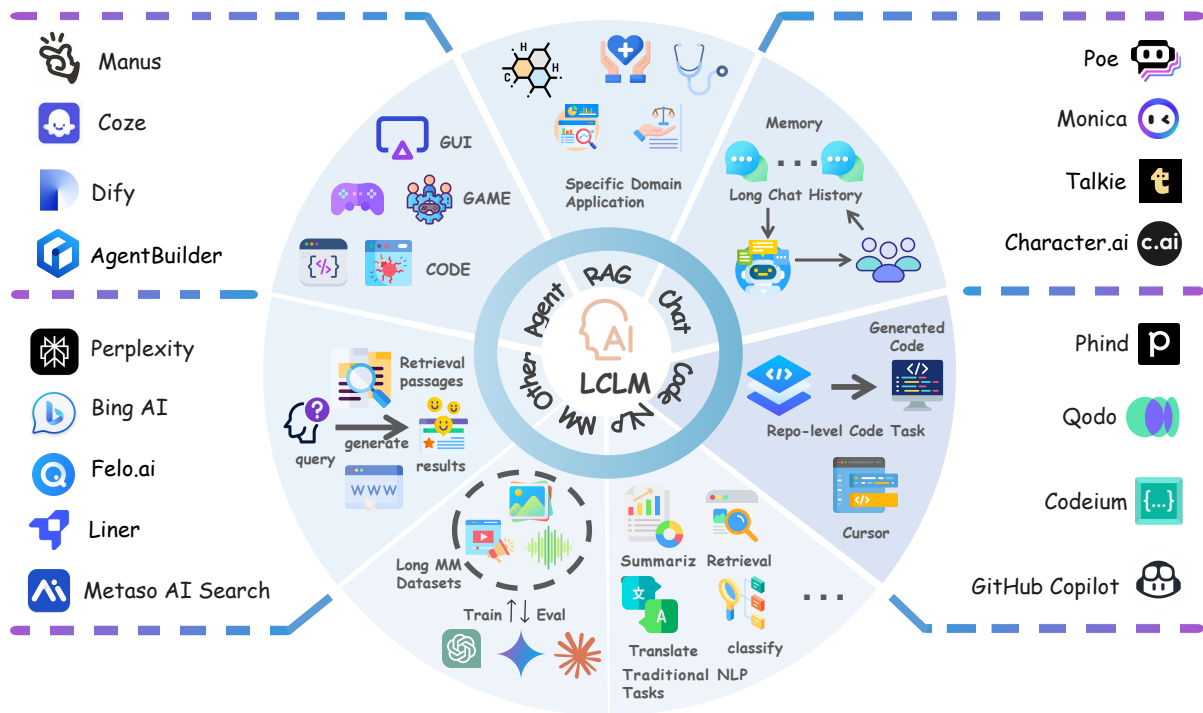 Manus
Coze
Dify
AgentBuilder
Perplexity
Bing AI
Felo.ai
Liner
Metaso AI Search
GUI
GAME
CODE
{</>}
H
H
C
Specific Domain
Application
Memory
...
Long Chat History
Generated
Code
</>
</>
Repo-level Code Task
</>
Cursor
Retrieval
passages
?
query
generate
results
WWW
Long MM
Datasets
Train
Eval
Summariz
Retrieval
文
A
Translate
classify
...
Traditional NLP
Tasks
Agent
RAG
Chat
Code
NLP
MM
Other
AI
LCLM
Poe
Monica
Talkie
t
Character.ai
c.ai
Phind
p
Qodo
Codeium
{...}
GitHub Copilot